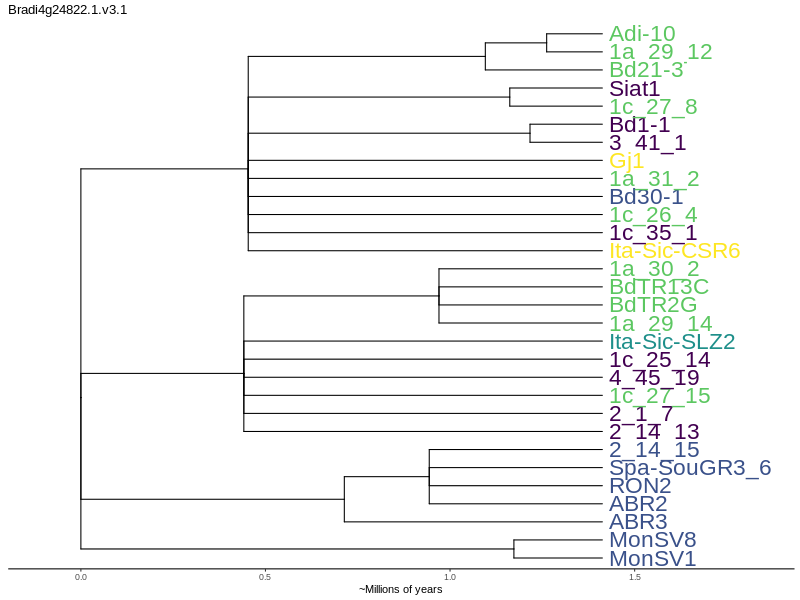 Bradi4g24822.1.v3.1
Adi-10
1a_29_12
Bd21-3
Siat1
1c_27_8
Bd1-1
3_41_1
Gj1
1a_31_2
Bd30-1
1c_26_4
1c_35_1
Ita-Sic-CSR6
1a_30_2
BdTR13C
BdTR2G
1a_29_14
Ita-Sic-SLZ2
1c_25_14
4_45_19
1c_27_15
2_1_7
2_14_13
2_14_15
Spa-SouGR3_6
RON2
ABR2
ABR3
MonSV8
MonSV1
0.0 0.5 1.0 1.5
~Millions of years